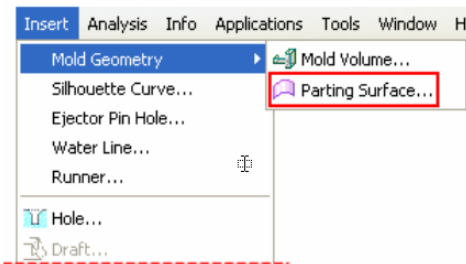 Insert Analysis Info Applications Tools Window H
Mold Geometry
Mold Volume...
Silhouette Curve...
Parting Surface...
Ejector Pin Hole...
Water Line...
Runner...
Hole...
Draft...